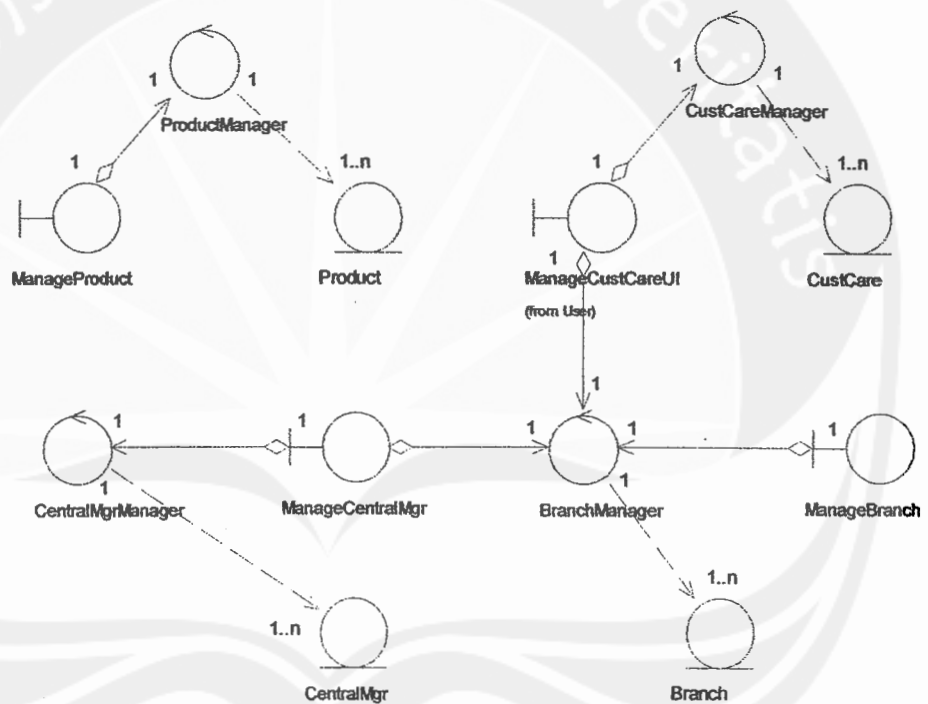 1
1
ProductManager
1
1..n
ManageProduct
Product
1
1
CustCareManager
1
1..n
1
ManageCustCareUI
(from User)
CustCare
1
1
1
1
1
1
CentralMgrManager
1
ManageCentralMgr
BranchManager
1
ManageBranch
1..n
CentralMgr
1..n
Branch